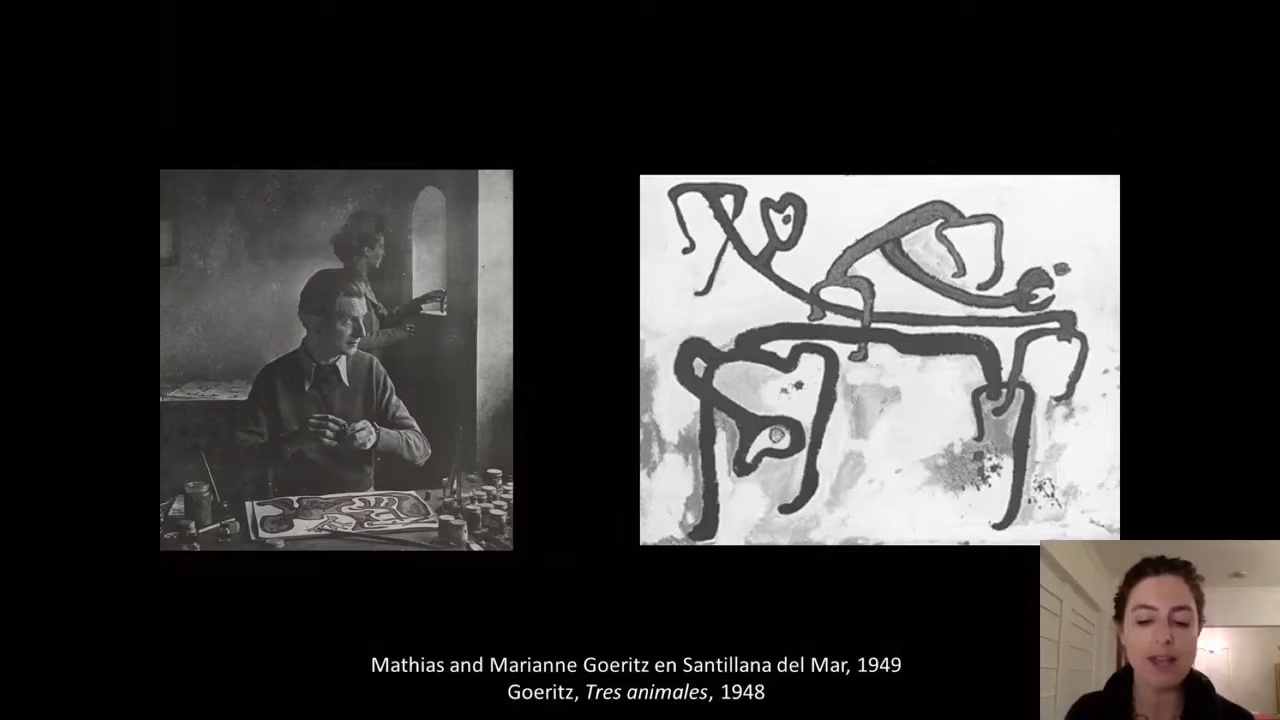 Mathias and Marianne Goeritz en Santillana del Mar, 1949
Goeritz, Tres animales, 1948